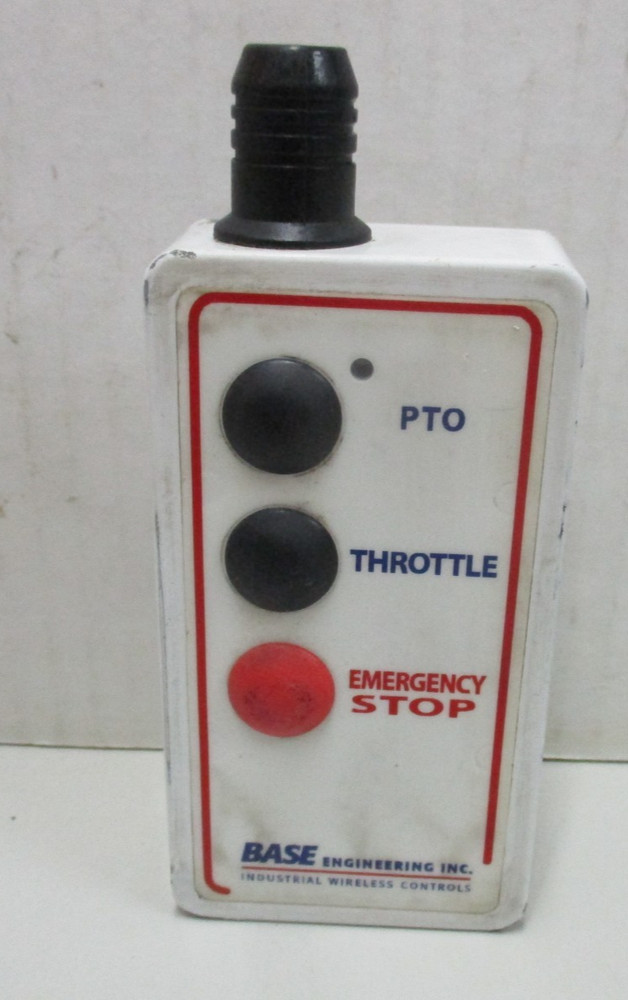 PTO
THROTTLE
EMERGENCY
STOP
BASE ENGINEERING INC.
INDUSTRIAL WIRELESS CONTROLS